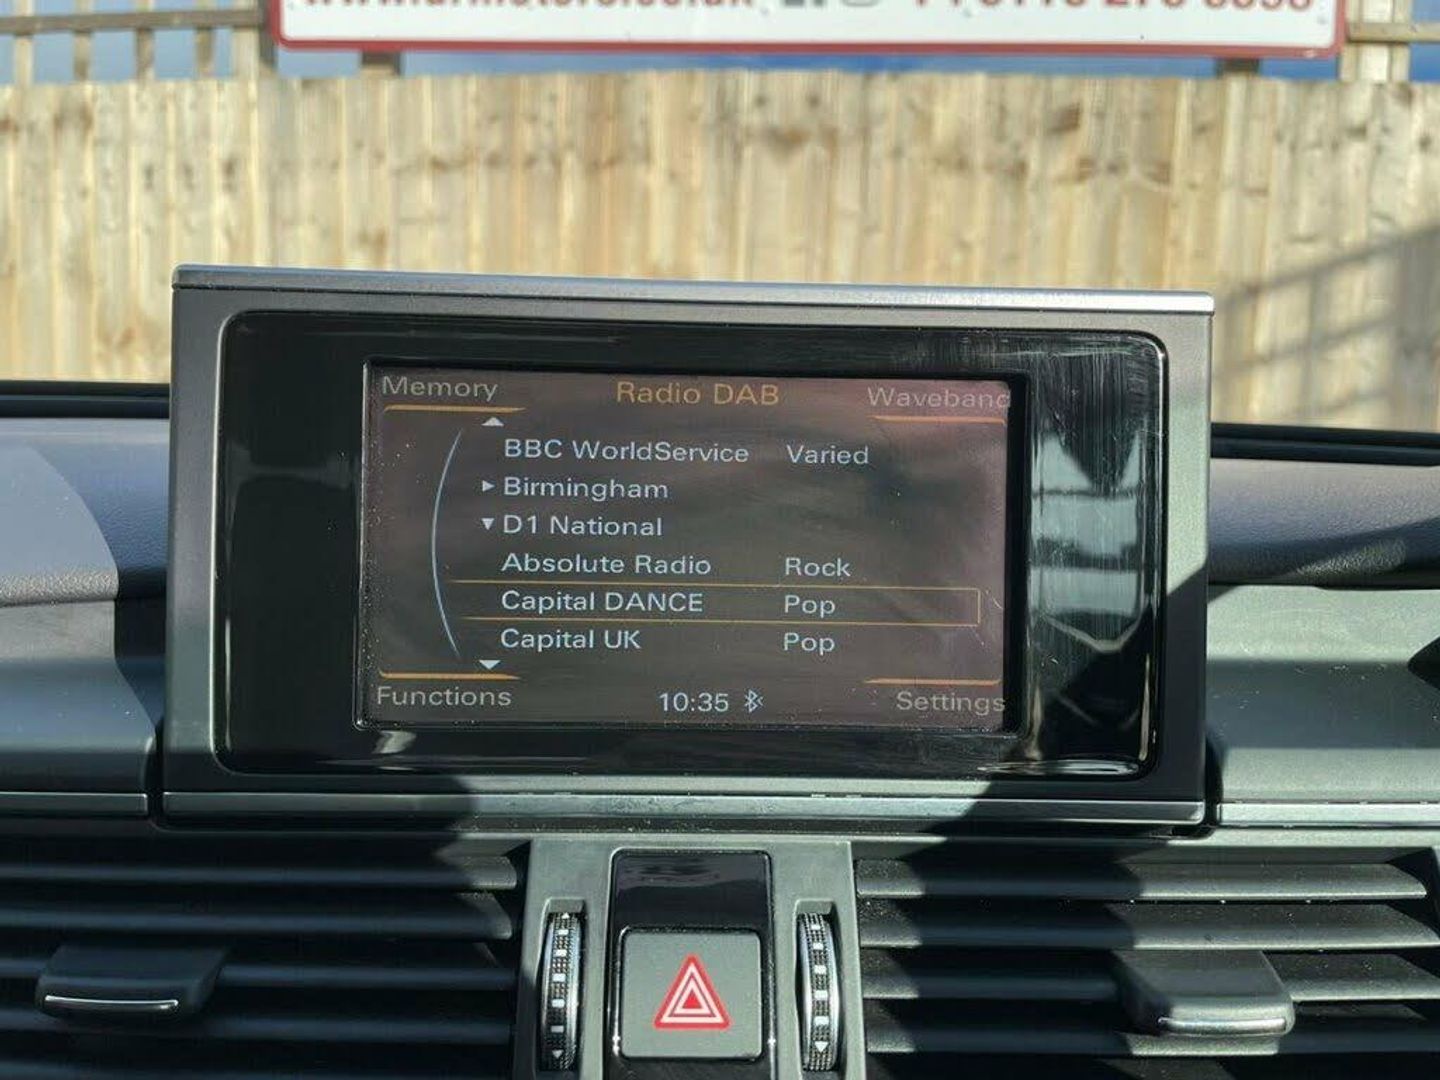 Memory Radio DAB Waveband
BBC WorldService Varied
Birmingham
D1 National
Absolute Radio Rock
Capital DANCE Pop
Capital UK Pop
Functions 10:35 Settings